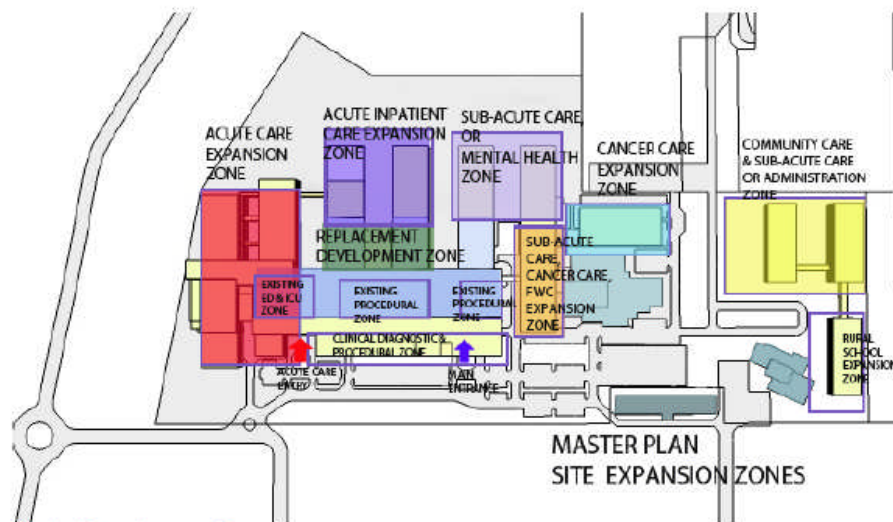 ACUTE CARE
EXPANSION
ZONE
ACUTE INPATIENT
CARE EXPANSION
ZONE
SUB-ACUTE CARE
OR
MENTAL HEALTH
ZONE
CANCER CARE
EXPANSION
ZONE
COMMUNITY CARE
& SUB-ACUTE CARE
OR ADMINISTRATION
ZONE
REPLACEMENT
DEVELOPMENT ZONE
SUB-ACUTE
CARE,
CANCER CARE,
FWC
EXPANSION
ZONE
EXISTING
ED & ICU
ZONE
EXISTING
PROCEDURAL
ZONE
EXISTING
PROCEDURAL
ZONE
CLINICAL DIAGNOSTIC &
PROCEDURAL ZONE
RURAL
SCHOOL
EXPANSION
ZONE
ACUTE CARE
ENTRY
MAIN
ENTRANCE
MASTER PLAN
SITE EXPANSION ZONES